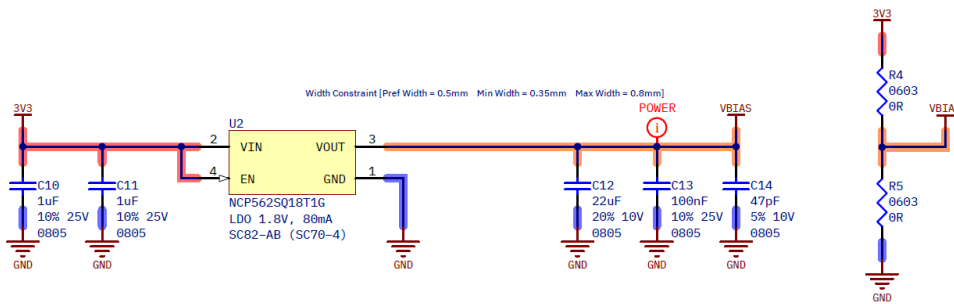 Width Constraint [Pref Width = 0.5mm Min Width = 0.35mm Max Width = 0.8mm]
3V3
U2
2 VIN
VOUT 3
4 EN
GND 1
NCP562SQ18T1G
LDO 1.8V, 80mA
SC82-AB (SC70-4)
C10
1uF
10% 25V
0805
GND
C11
1uF
10% 25V
0805
GND
GND
POWER
i
VBIAS
C12
22uF
20% 10V
0805
GND
C13
100nF
10% 25V
0805
GND
C14
47pF
5% 10V
0805
GND
3V3
R4
0603
0R
VBIA
R5
0603
0R
GND